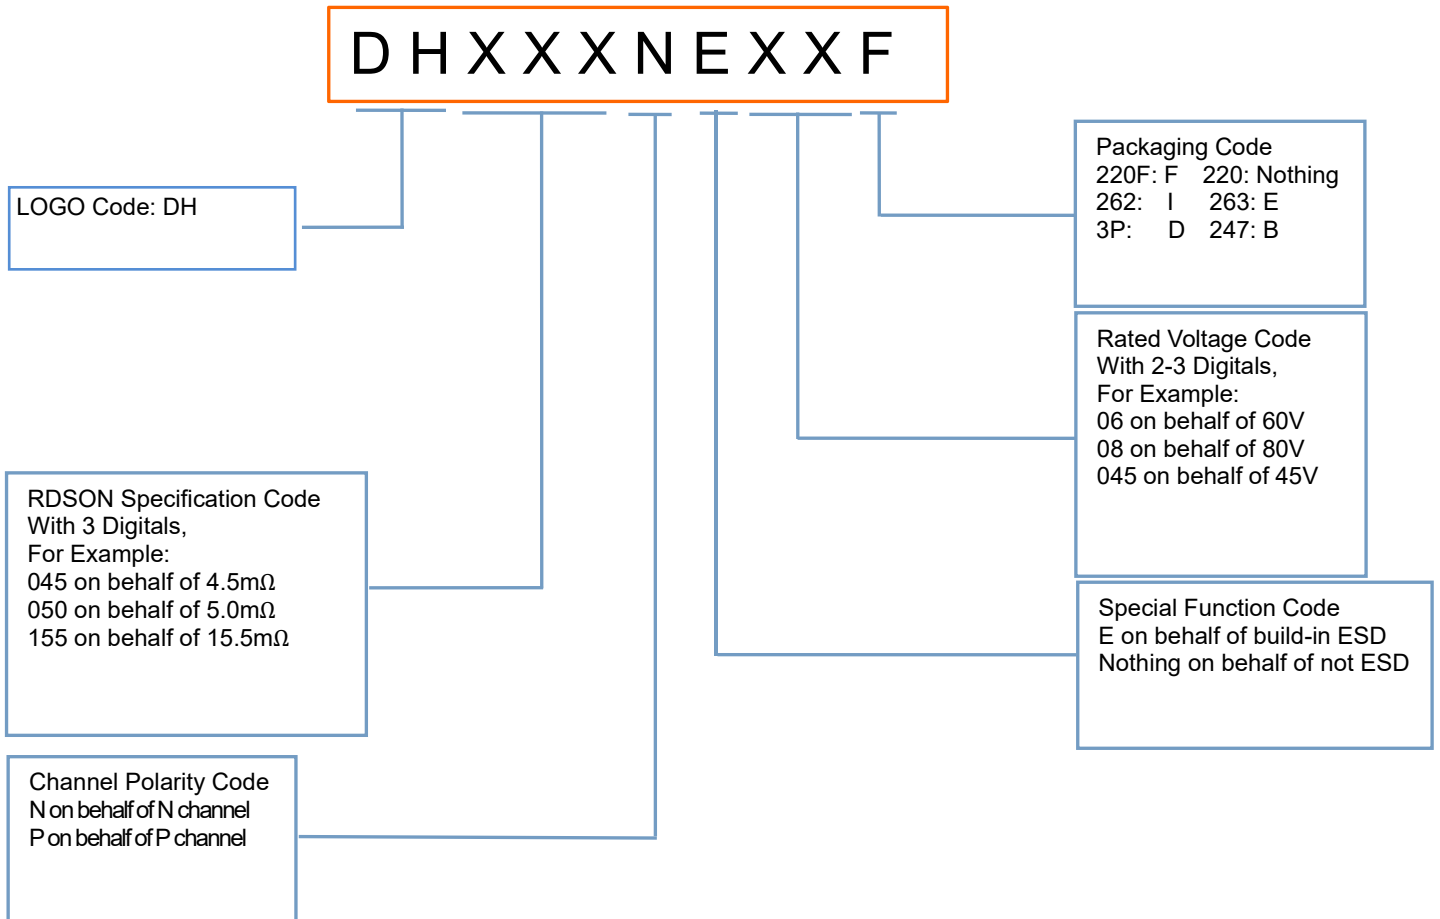 D H X X X N E X X F
LOGO Code: DH
RDSON Specification Code
With 3 Digitals,
For Example:
045 on behalf of 4.5mΩ
050 on behalf of 5.0mΩ
155 on behalf of 15.5mΩ
Channel Polarity Code
N on behalf of N channel
P on behalf of P channel
Packaging Code
220F: F 220: Nothing
262: I 263: E
3P: D 247: B
Rated Voltage Code
With 2-3 Digitals,
For Example:
06 on behalf of 60V
08 on behalf of 80V
045 on behalf of 45V
Special Function Code
E on behalf of build-in ESD
Nothing on behalf of not ESD